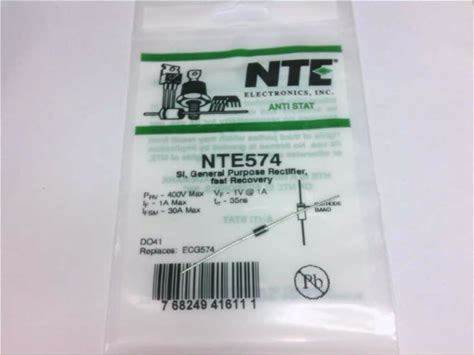 NTE
ELECTRONICS, INC.
ANTI STAT
NTE574
SI, General Purpose Rectifier,
fast Recovery
PRV - 400V Max VF - 1V @ 1A
IF - 1A Max trr - 35ns
IFSM - 30A Max
CATHODE
BAND
DO41
Replaces: ECG574
Pb
7 68249 41611 1